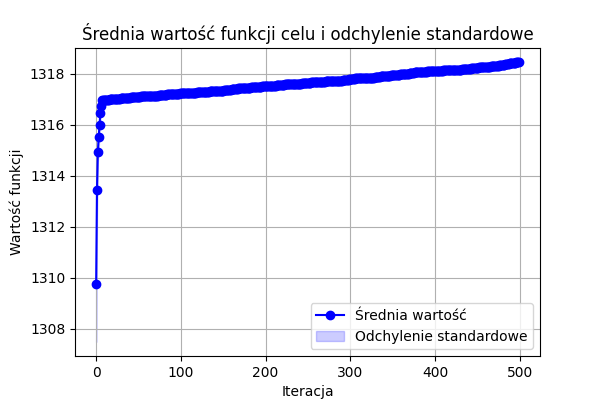 Średnia wartość funkcji celu i odchylenie standardowe
Wartość funkcji
1318
1316
1314
1312
1310
1308
0 100 200 300 400 500
Iteracja
Średnia wartość
Odchylenie standardowe